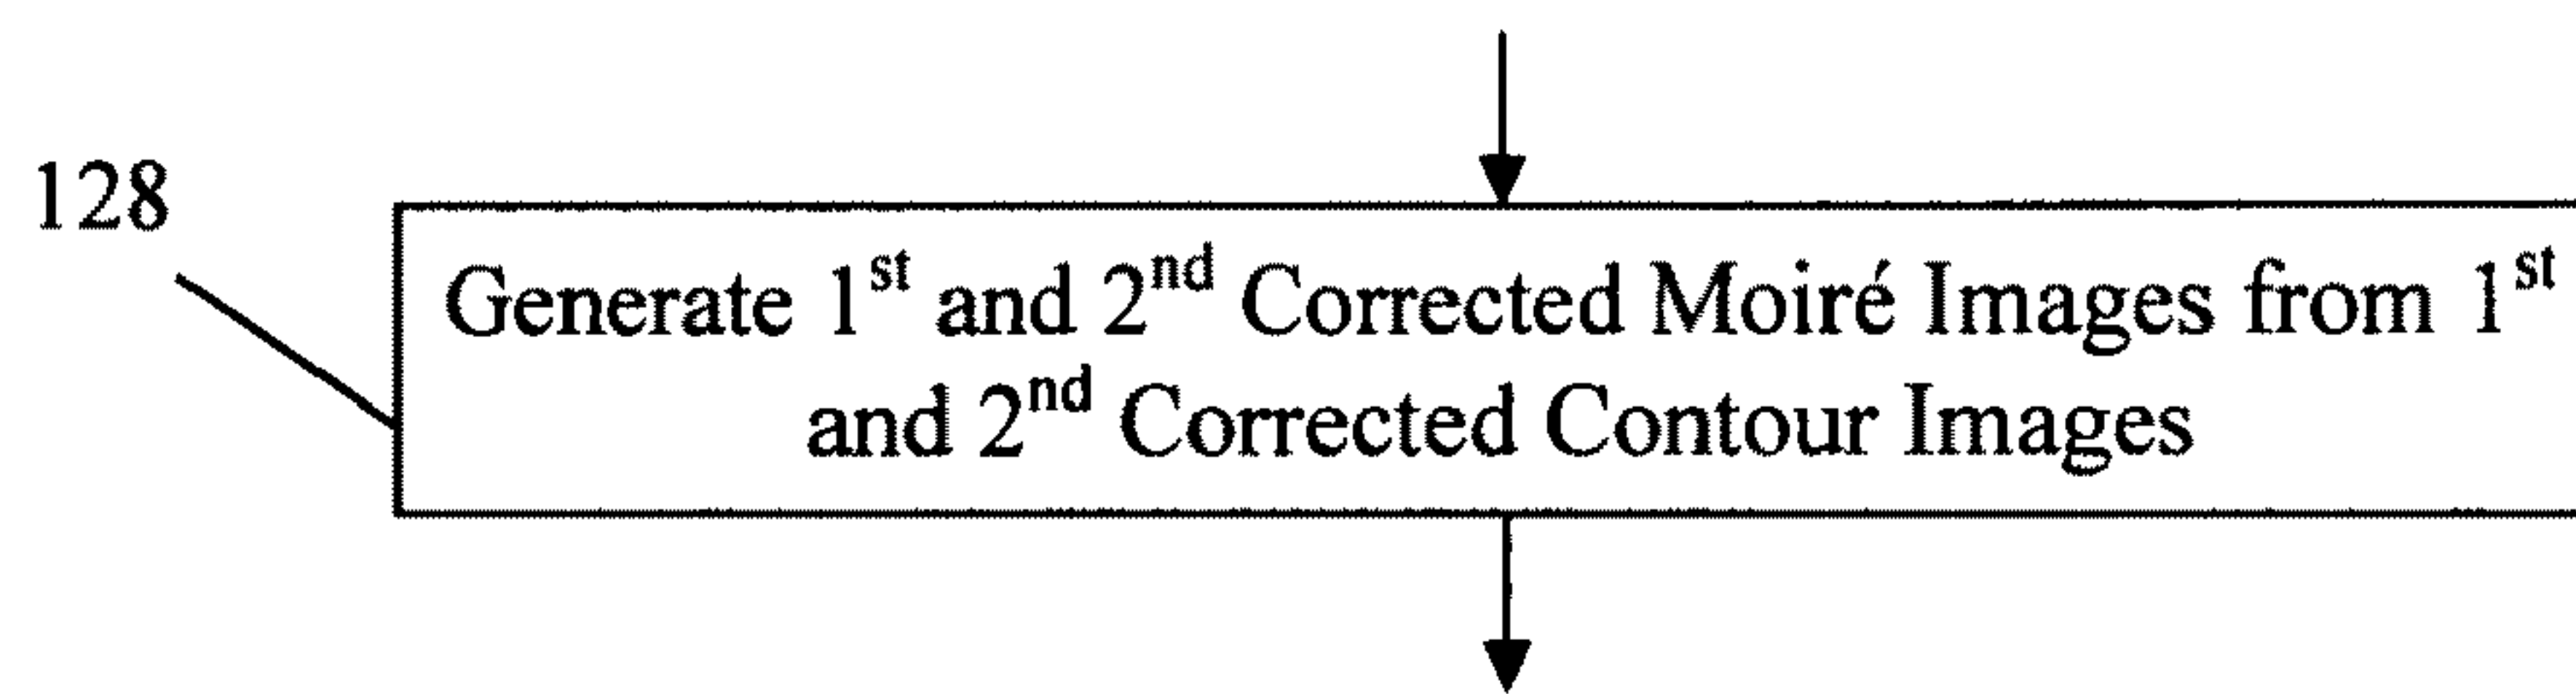 128
Generate 1st and 2nd Corrected Moiré Images from 1st
and 2nd Corrected Contour Images